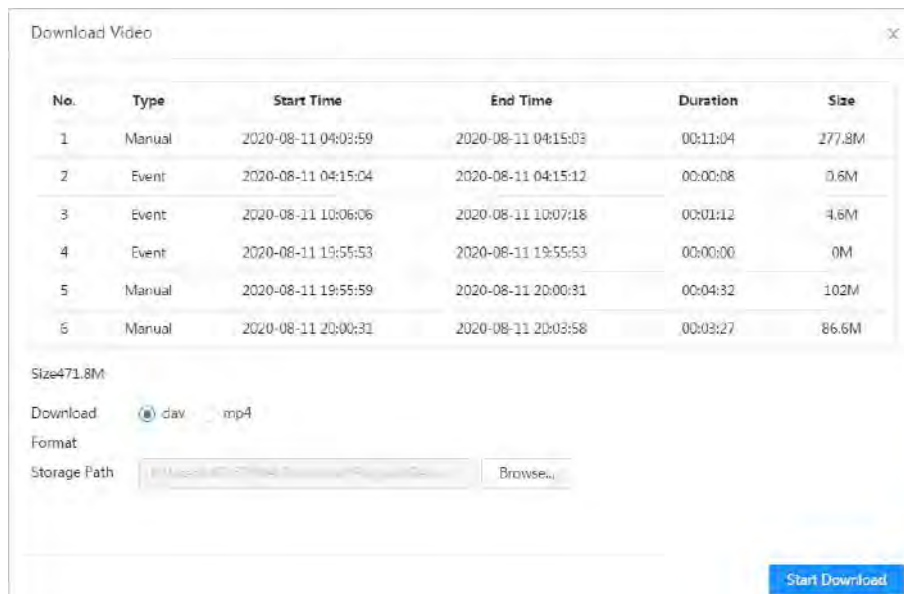 Download Video
No. Type Start Time End Time Duration Size
1 Manual 2020-08-11 04:03:59 2020-08-11 04:15:03 00:11:04 277.8M
2 Event 2020-08-11 04:15:04 2020-08-11 04:15:12 00:00:08 0.6M
3 Event 2020-08-11 10:06:06 2020-08-11 10:07:18 00:01:12 4.6M
4 Event 2020-08-11 19:55:53 2020-08-11 19:55:53 00:00:00 0M
5 Manual 2020-08-11 19:55:59 2020-08-11 20:00:31 00:04:32 102M
6 Manual 2020-08-11 20:00:31 2020-08-11 20:03:58 00:03:27 86.6M
Size471.8M
Download dav mp4
Format
Storage Path Browse...
Start Download